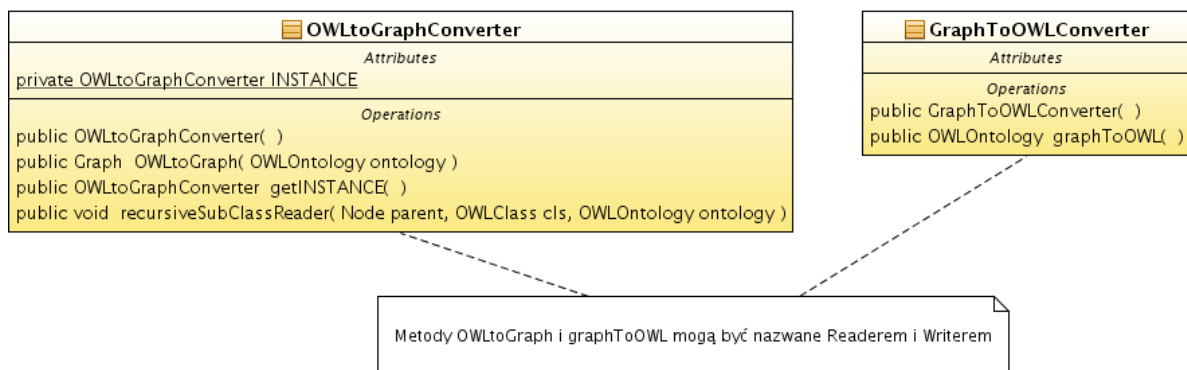 OWLtoGraphConverter
Attributes
private OWLtoGraphConverter INSTANCE
Operations
public OWLtoGraphConverter( )
public Graph OWLtoGraph( OWLOntology ontology )
public OWLtoGraphConverter getINSTANCE( )
public void recursiveSubClassReader( Node parent, OWLClass cls, OWLOntology ontology )
GraphToOWLConverter
Attributes
Operations
public GraphToOWLConverter( )
public OWLOntology graphToOWL( )
Metody OWLtoGraph i graphToOWL mogą być nazwane Readerem i Writerem